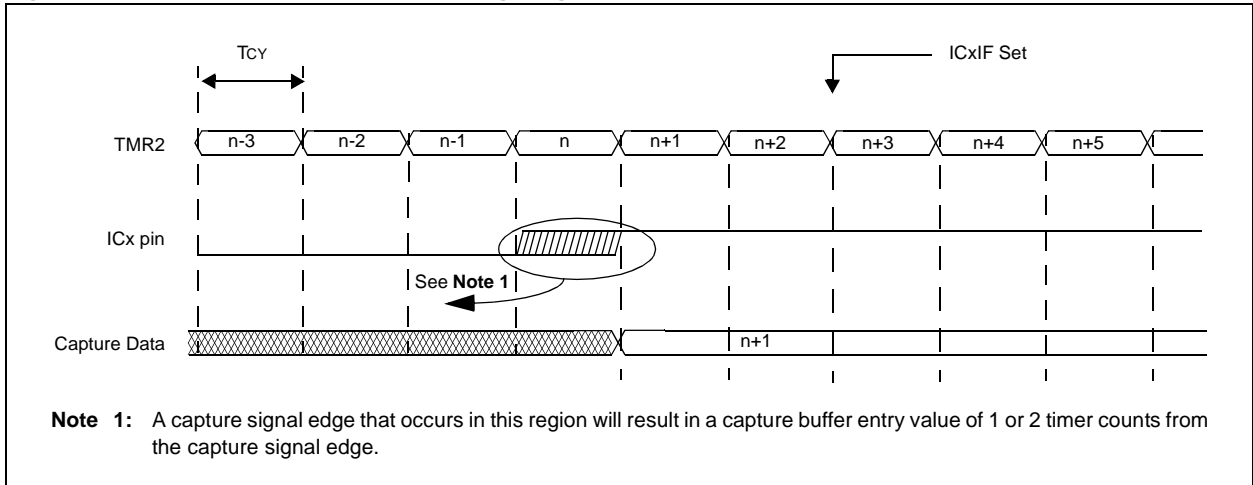 TCY
ICxIF Set
TMR2 n-3 n-2 n-1 n n+1 n+2 n+3 n+4 n+5
ICx pin
See Note 1
Capture Data n+1
Note 1: A capture signal edge that occurs in this region will result in a capture buffer entry value of 1 or 2 timer counts from
the capture signal edge.